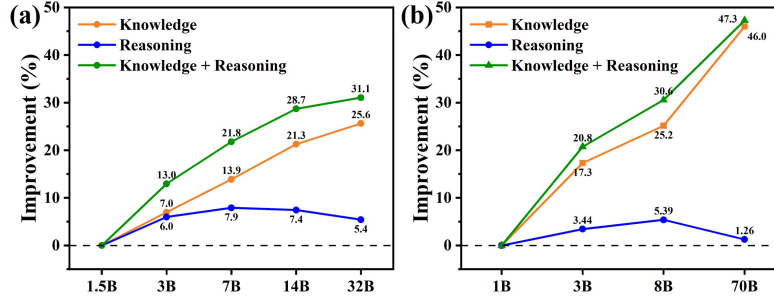 (a)
Improvement (%)
50
40
30
20
10
0
Knowledge
Reasoning
Knowledge + Reasoning
13.0
21.8
28.7
31.1
7.0
13.9
21.3
25.6
6.0
7.9
7.4
5.4
1.5B 3B 7B 14B 32B
(b)
Improvement (%)
50
40
30
20
10
0
Knowledge
Reasoning
Knowledge + Reasoning
20.8
30.6
47.3
17.3
25.2
46.0
3.44
5.39
1.26
1B 3B 8B 70B